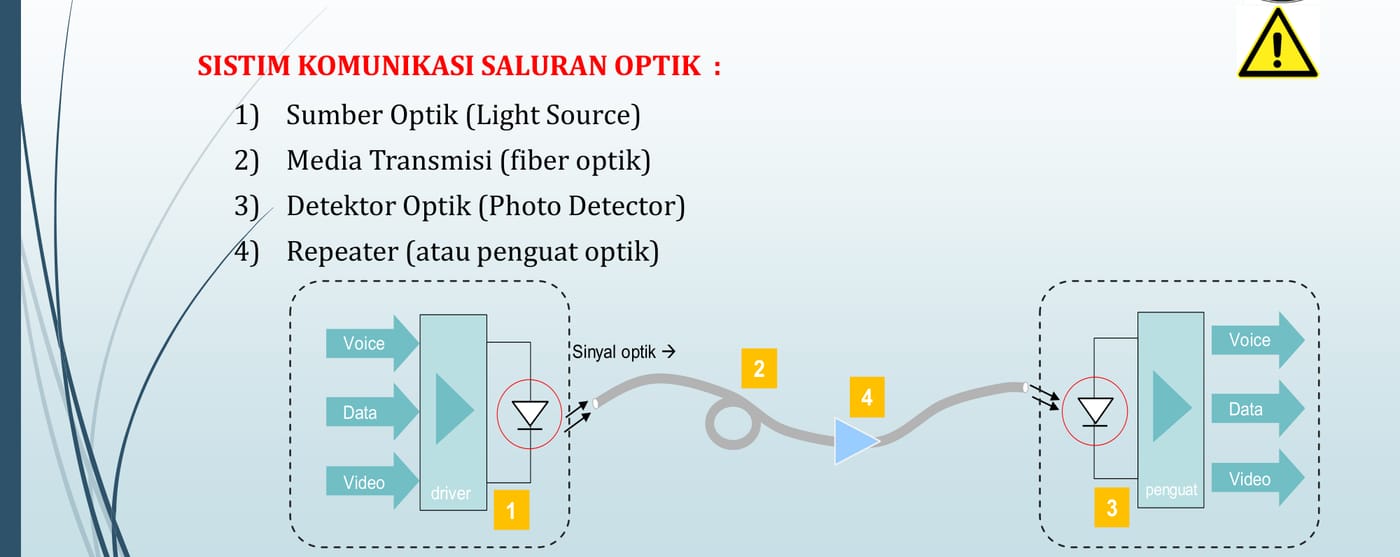 SISTIM KOMUNIKASI SALURAN OPTIK :
1) Sumber Optik (Light Source)
2) Media Transmisi (fiber optik)
3) Detektor Optik (Photo Detector)
4) Repeater (atau penguat optik)
Voice
Data
Video
driver
1
Sinyal optik →
2
4
3
penguat
Voice
Data
Video